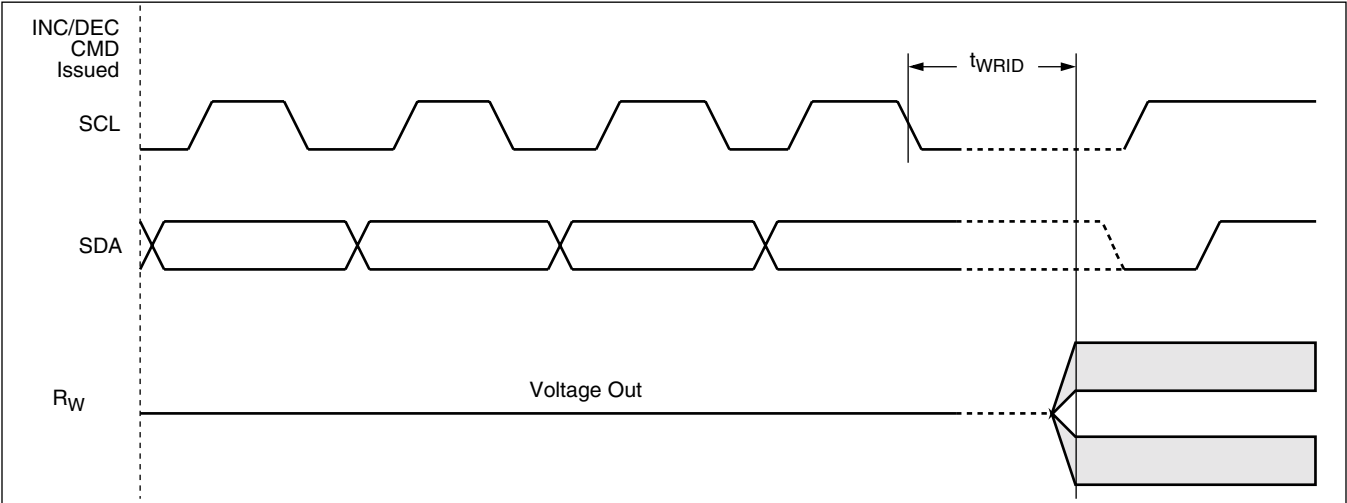 INC/DEC
CMD
Issued
tWRID
SCL
SDA
Voltage Out
RW